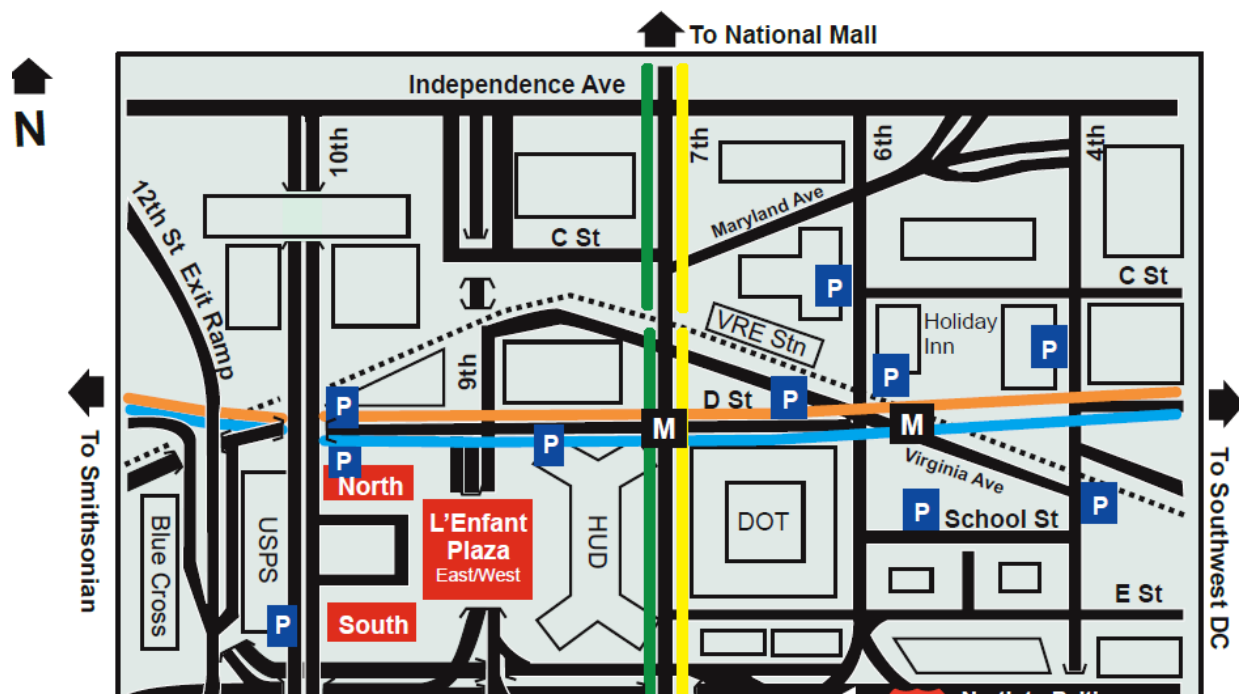 To National Mall
N
Independence Ave
10th
7th
6th
4th
12th St Exit Ramp
Maryland Ave
C St
C St
P
VRE Stn
Holiday
Inn
P
P
9th
P
D St
P
M
M
To Smithsonian
To Southwest DC
P
P
North
Virginia Ave
P
P
School St
Blue Cross
USPS
L'Enfant
Plaza
East/West
HUD
DOT
E St
P
South